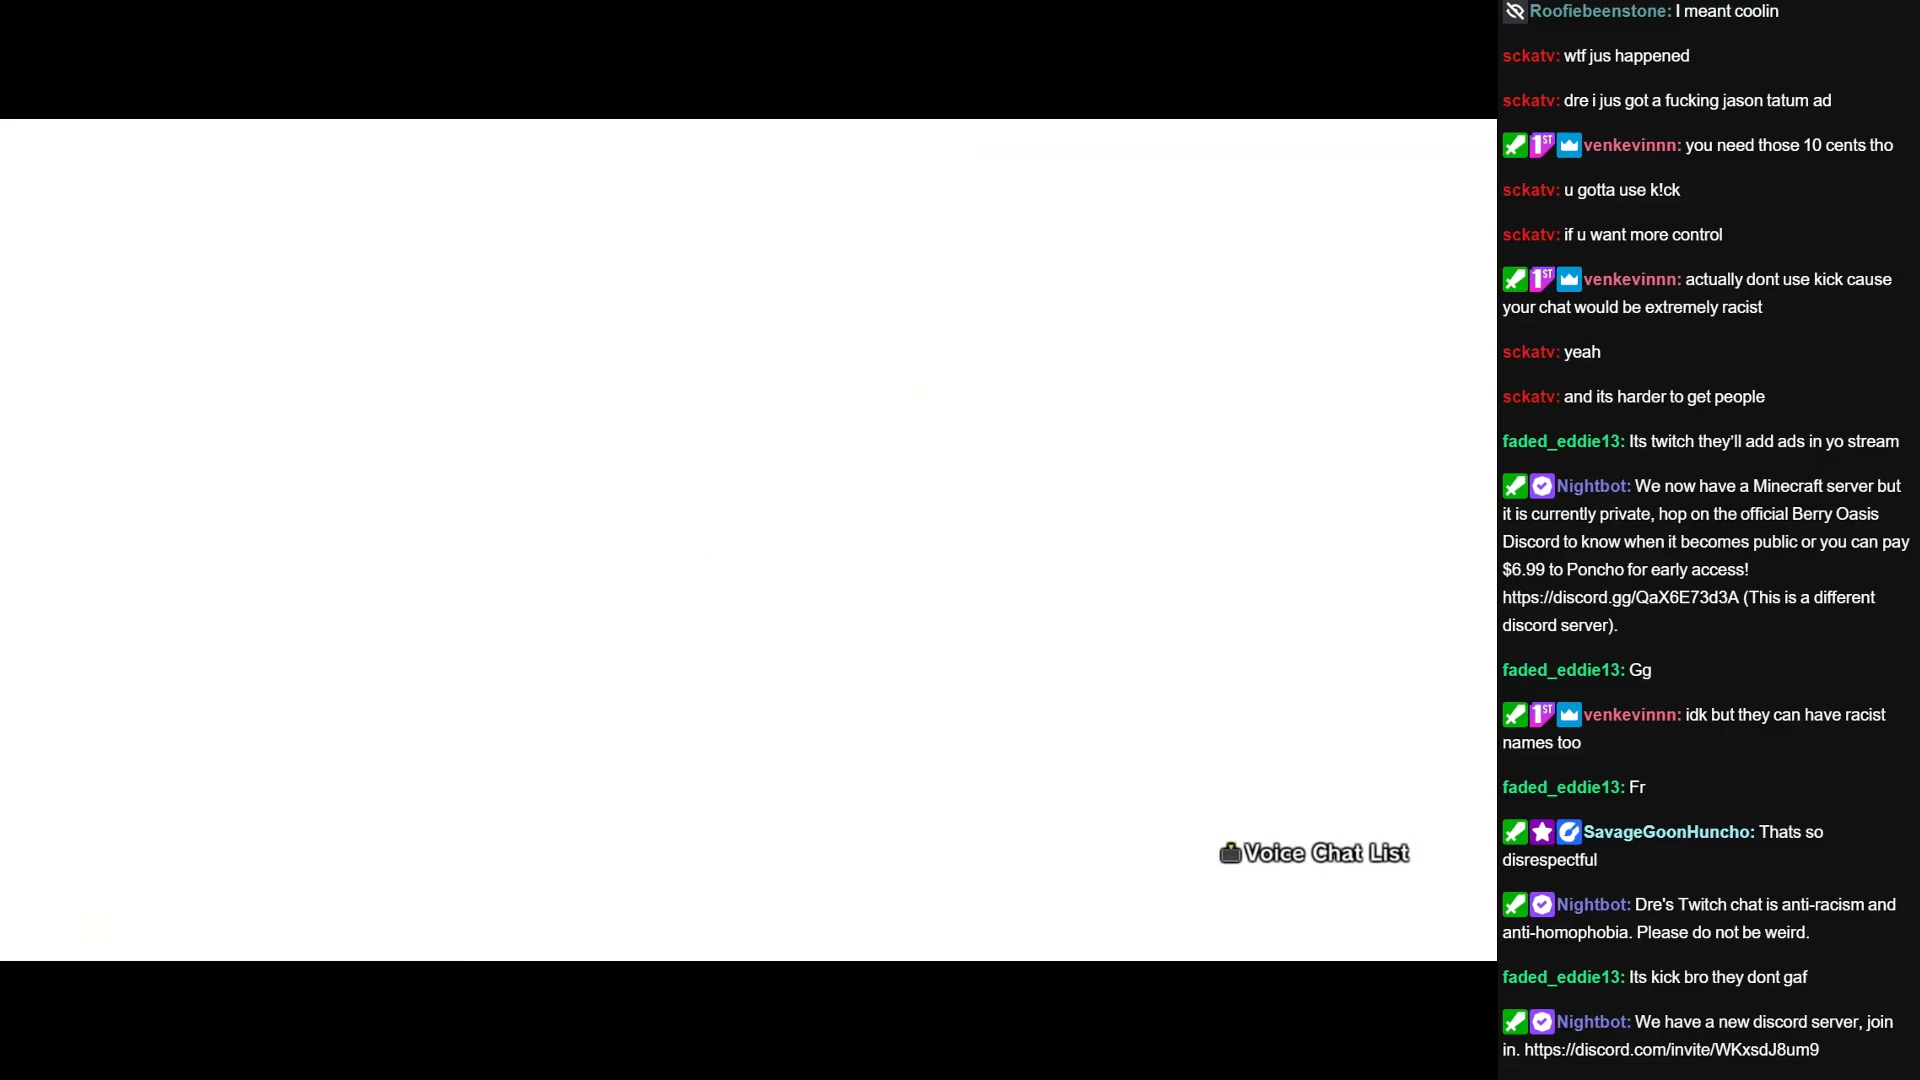 Roofiebeenstone: I meant coolin
sckatv: wtf jus happened
sckatv: dre i jus got a fucking jason tatum ad
1ST venkevinnn: you need those 10 cents tho
sckatv: u gotta use k!ck
sckatv: if u want more control
1ST venkevinnn: actually dont use kick cause
your chat would be extremely racist
sckatv: yeah
sckatv: and its harder to get people
faded_eddie13: Its twitch they'll add ads in yo stream
Nightbot: We now have a Minecraft server but
it is currently private, hop on the official Berry Oasis
Discord to know when it becomes public or you can pay
$6.99 to Poncho for early access!
https://discord.gg/QaX6E73d3A (This is a different
discord server).
faded_eddie13: Gg
1ST venkevinnn: idk but they can have racist
names too
faded_eddie13: Fr
SavageGoonHuncho: Thats so
disrespectful
Nightbot: Dre's Twitch chat is anti-racism and
anti-homophobia. Please do not be weird.
faded_eddie13: Its kick bro they dont gaf
Nightbot: We have a new discord server, join
in. https://discord.com/invite/WKxsdJ8um9
Voice Chat List